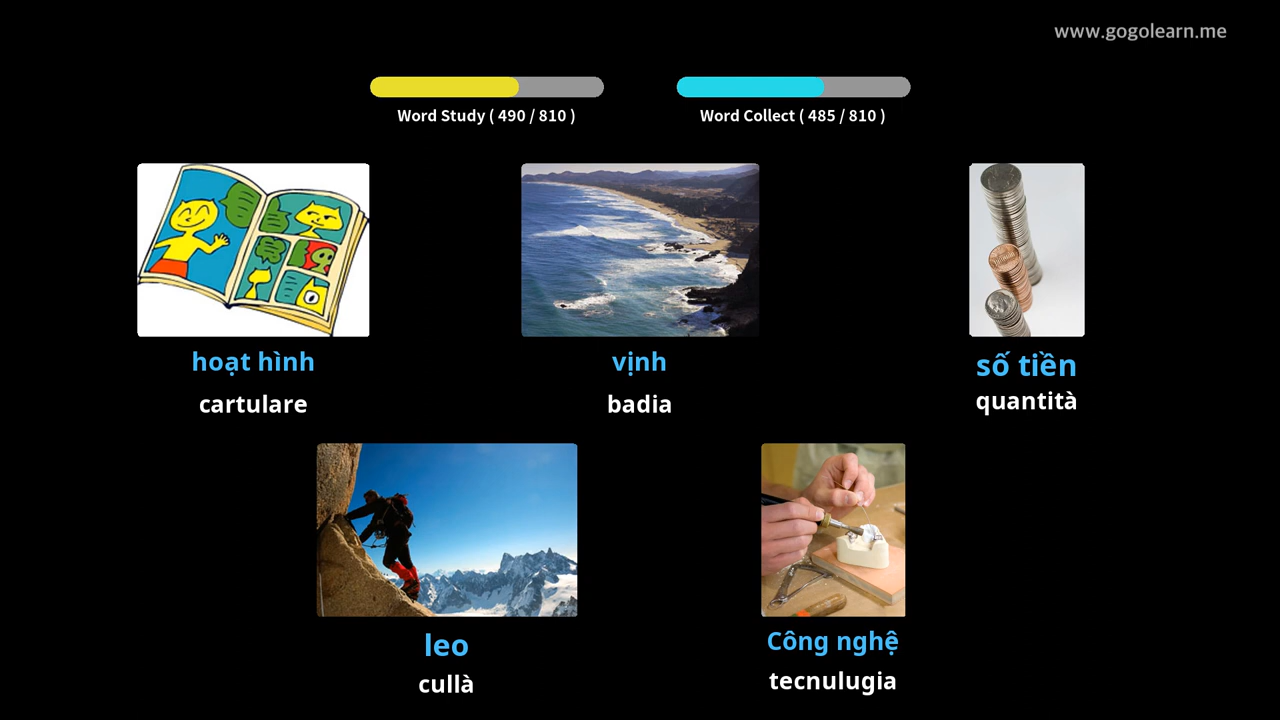 www.gogolearn.me
Word Study ( 490 / 810 )
Word Collect ( 485 / 810 )
hoạt hình
cartulare
vịnh
badia
số tiền
quantità
leo
cullà
Công nghệ
tecnulugia